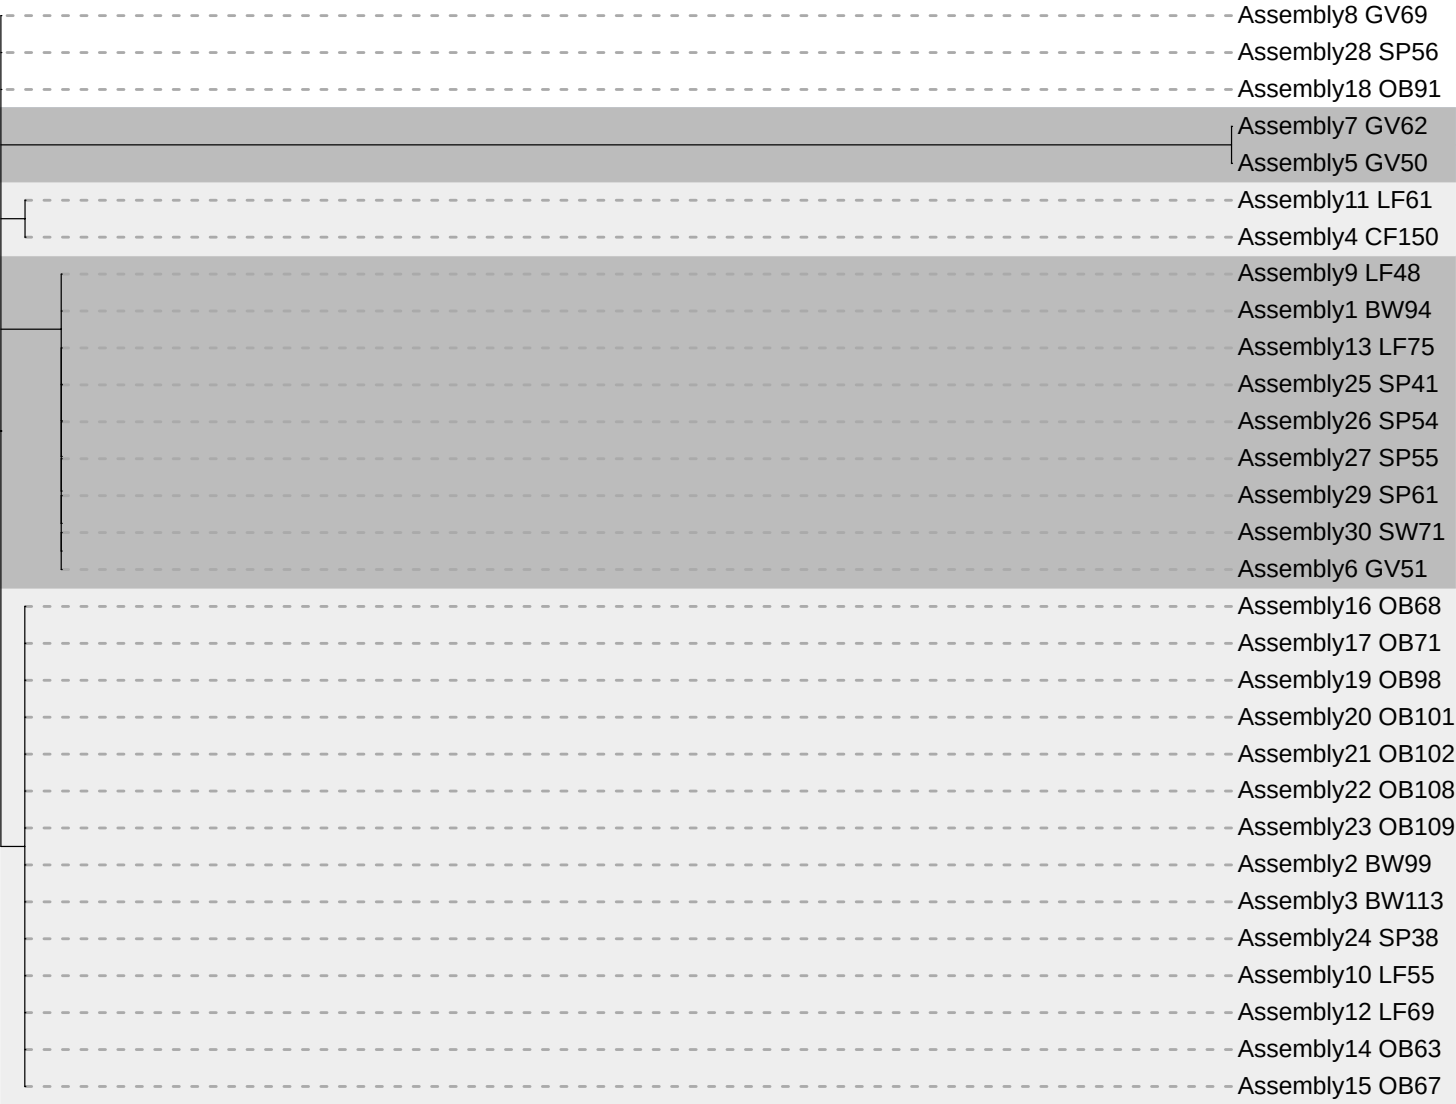 Assembly8 GV69
Assembly28 SP56
Assembly18 OB91
Assembly7 GV62
Assembly5 GV50
Assembly11 LF61
Assembly4 CF150
Assembly9 LF48
Assembly1 BW94
Assembly13 LF75
Assembly25 SP41
Assembly26 SP54
Assembly27 SP55
Assembly29 SP61
Assembly30 SW71
Assembly6 GV51
Assembly16 OB68
Assembly17 OB71
Assembly19 OB98
Assembly20 OB101
Assembly21 OB102
Assembly22 OB108
Assembly23 OB109
Assembly2 BW99
Assembly3 BW113
Assembly24 SP38
Assembly10 LF55
Assembly12 LF69
Assembly14 OB63
Assembly15 OB67